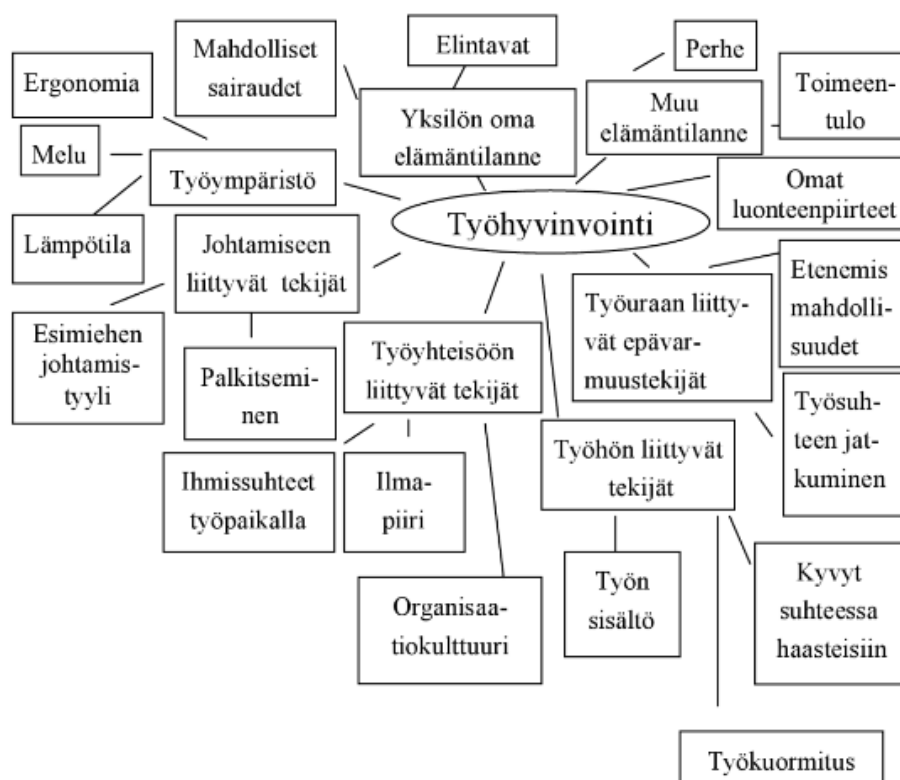 Mahdolliset
sairaudet
Elintavat
Perhe
Ergonomia
Toimeen-
tulo
Yksilön oma
elämäntilanne
Muu
elämäntilanne
Melu
Työympäristö
Omat
luonteenpiirteet
Työhyvinvointi
Lämpötila
Johtamiseen
liittyvät tekijät
Työuraan liitty-
vät epävar-
muustekijät
Etenemis
mahdolli-
suudet
Esimiehen
johtamis-
tyyli
Palkitsemi-
nen
Työyhteisöön
liittyvät tekijät
Työsuh-
teen jat-
kuminen
Työhön liittyvät
tekijät
Ihmissuhteet
työpaikalla
Ilma-
piiri
Organisaa-
tiokulttuuri
Työn
sisältö
Kyvyt
suhteessa
haasteisiin
Työkuormitus